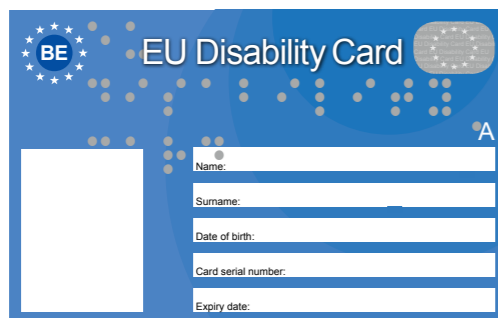 BE
EU Disability Card
A
Name:
Surname:
Date of birth:
Card serial number:
Expiry date: